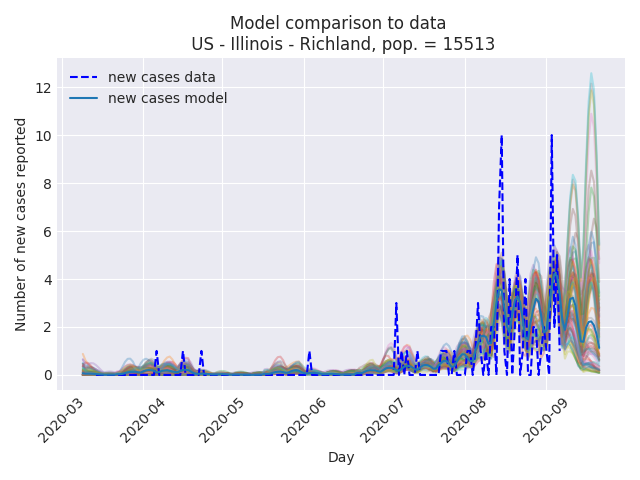 Model comparison to data
US - Illinois - Richland, pop. = 15513
new cases data
new cases model
Number of new cases reported
12
10
8
6
4
2
0
2020-03
2020-04
2020-05
2020-06
2020-07
2020-08
2020-09
Day